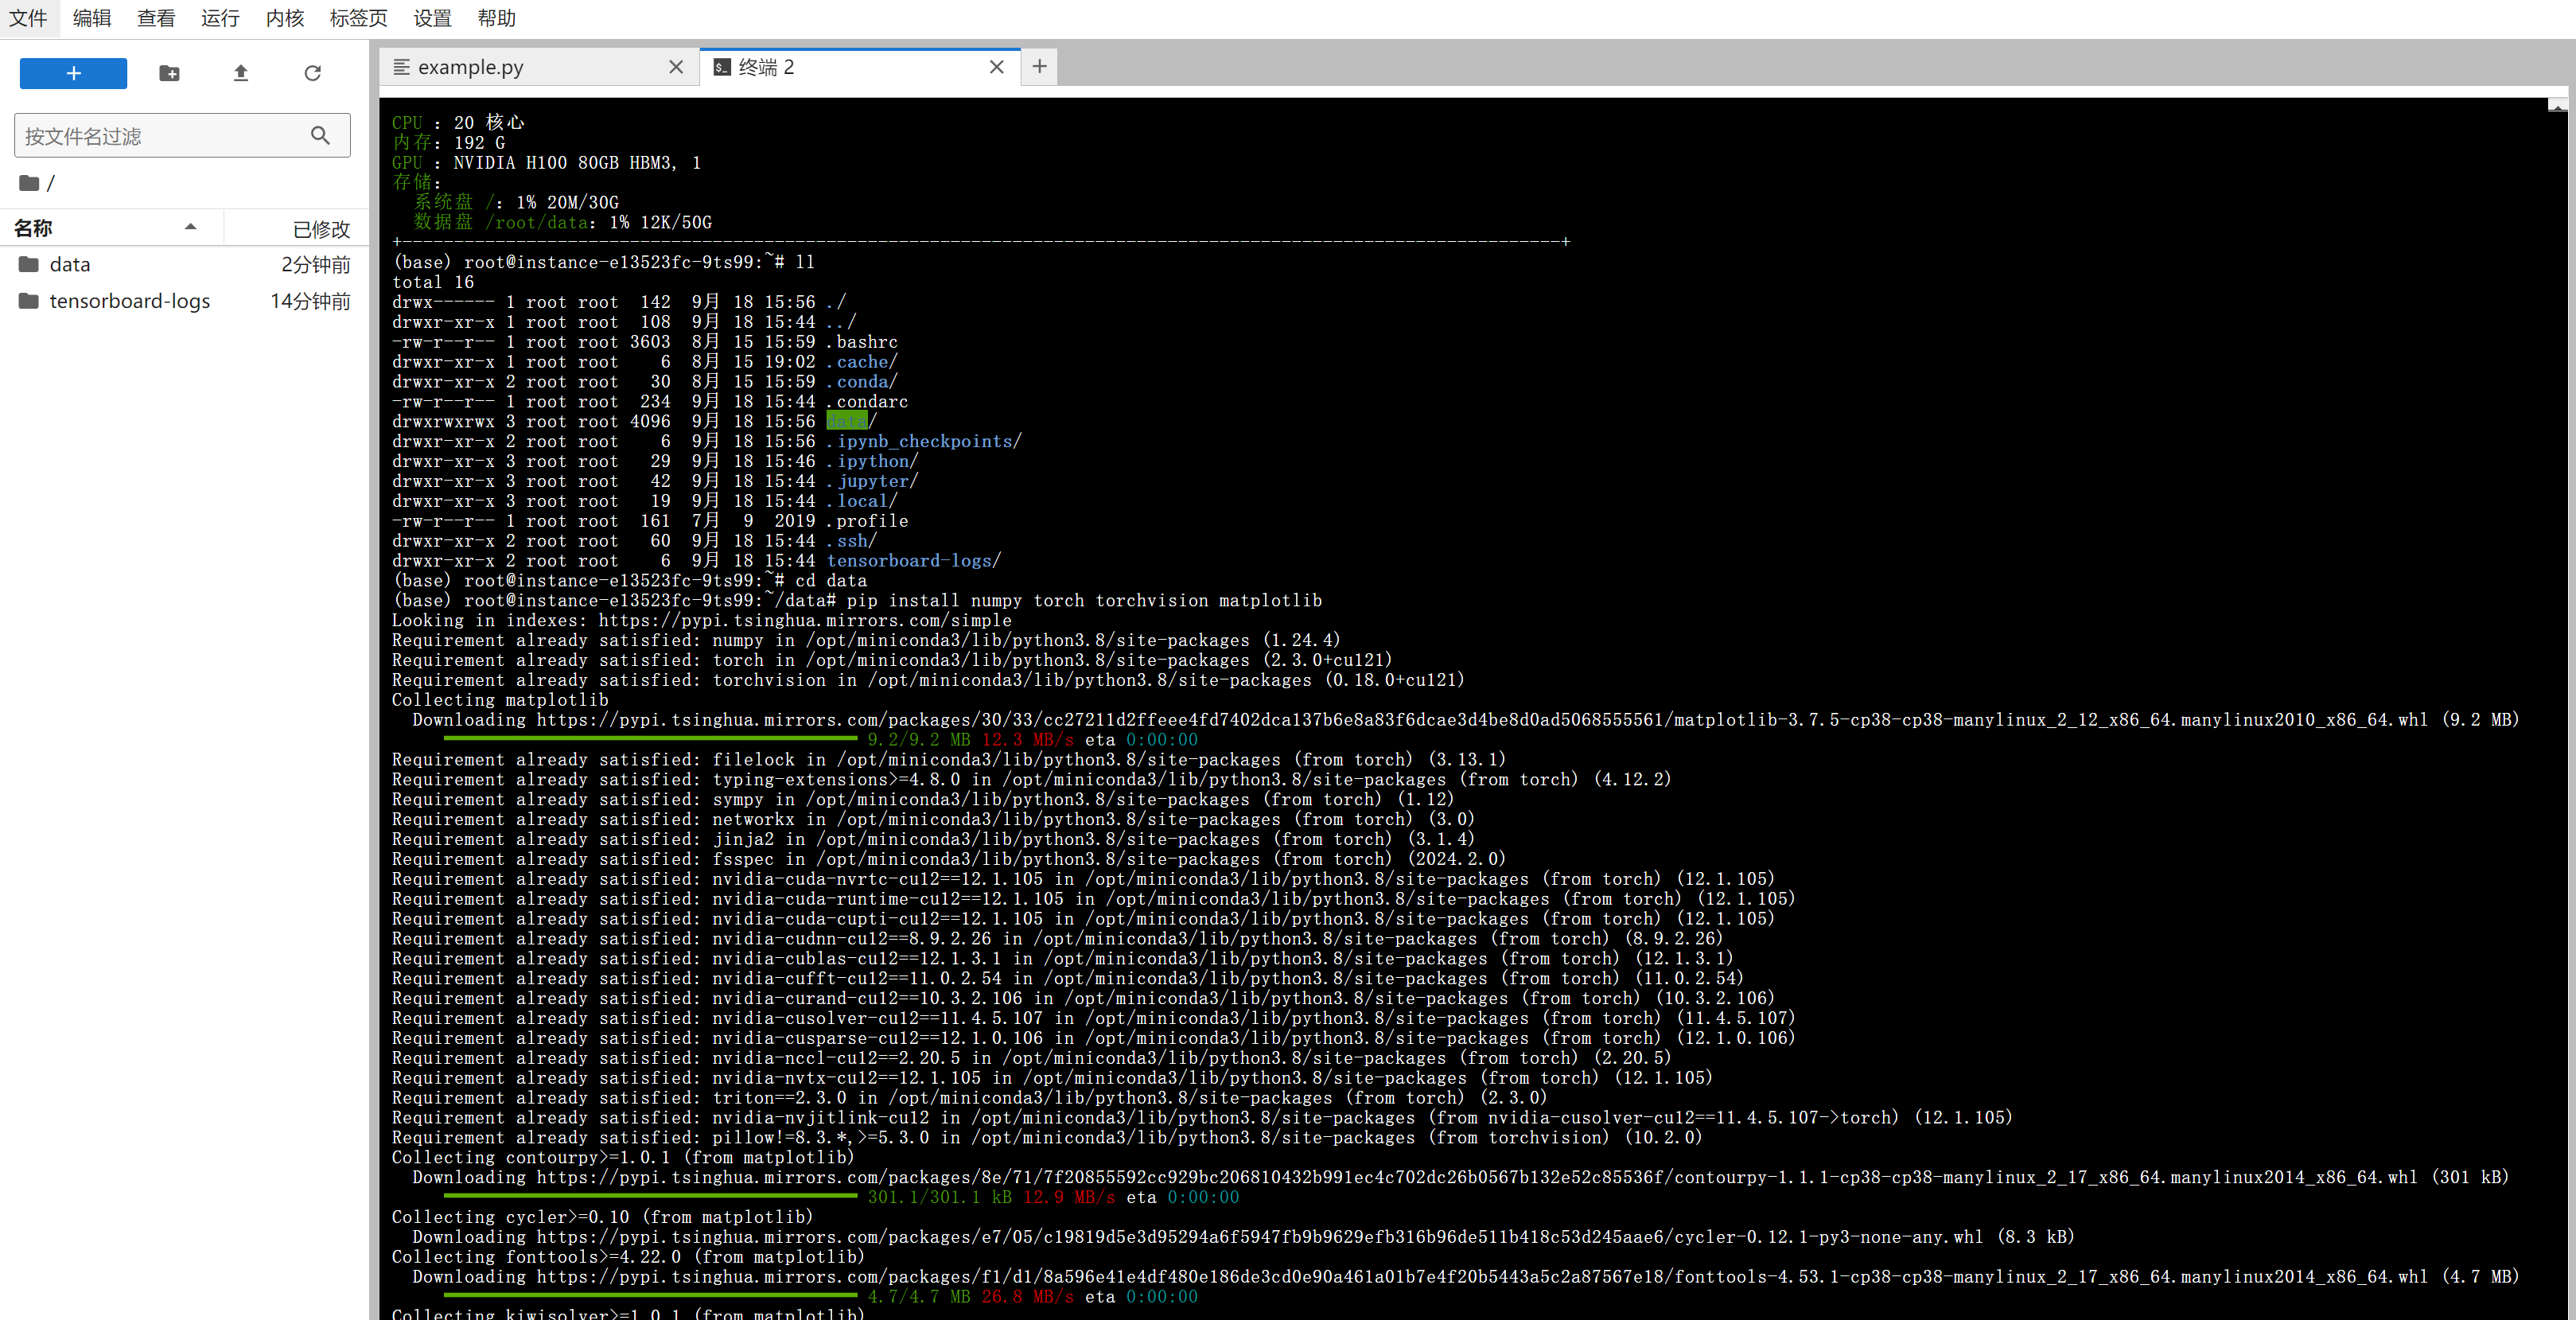 文件 编辑 查看 运行 内核 标签页 设置 帮助
+
按文件名过滤
/
名称 已修改
data 2分钟前
tensorboard-logs 14分钟前
example.py 终端 2
CPU : 20 核心
内存: 192 G
GPU : NVIDIA H100 80GB HBM3, 1
存储:
系统盘 /: 1% 20M/30G
数据盘 /root/data: 1% 12K/50G
+----------------------------------------------------------------------------------------------------------------+
(base) root@instance-e13523fc-9ts99:~# ll
total 16
drwx------ 1 root root 142 9月 18 15:56 ./
drwxr-xr-x 1 root root 108 9月 18 15:44 ../
-rw-r--r-- 1 root root 3603 8月 15 15:59 .bashrc
drwxr-xr-x 1 root root 6 8月 15 19:02 .cache/
drwxr-xr-x 2 root root 30 8月 15 15:59 .conda/
-rw-r--r-- 1 root root 234 9月 18 15:44 .condarc
drwxrwxrwx 3 root root 4096 9月 18 15:56 data/
drwxr-xr-x 2 root root 6 9月 18 15:56 .ipynb_checkpoints/
drwxr-xr-x 3 root root 29 9月 18 15:46 .ipython/
drwxr-xr-x 3 root root 42 9月 18 15:44 .jupyter/
drwxr-xr-x 3 root root 19 9月 18 15:44 .local/
-rw-r--r-- 1 root root 161 7月 9 2019 .profile
drwxr-xr-x 2 root root 60 9月 18 15:44 .ssh/
drwxr-xr-x 2 root root 6 9月 18 15:44 tensorboard-logs/
(base) root@instance-e13523fc-9ts99:~# cd data
(base) root@instance-e13523fc-9ts99:~/data# pip install numpy torch torchvision matplotlib
Looking in indexes: https://pypi.tsinghua.mirrors.com/simple
Requirement already satisfied: numpy in /opt/miniconda3/lib/python3.8/site-packages (1.24.4)
Requirement already satisfied: torch in /opt/miniconda3/lib/python3.8/site-packages (2.3.0+cu121)
Requirement already satisfied: torchvision in /opt/miniconda3/lib/python3.8/site-packages (0.18.0+cu121)
Collecting matplotlib
Downloading https://pypi.tsinghua.mirrors.com/packages/30/33/cc27211d2ffeee4fd7402dca137b6e8a83f6dcae3d4be8d0ad5068555561/matplotlib-3.7.5-cp38-cp38-manylinux_2_12_x86_64.manylinux2010_x86_64.whl (9.2 MB)
9.2/9.2 MB 12.3 MB/s eta 0:00:00
Requirement already satisfied: filelock in /opt/miniconda3/lib/python3.8/site-packages (from torch) (3.13.1)
Requirement already satisfied: typing-extensions>=4.8.0 in /opt/miniconda3/lib/python3.8/site-packages (from torch) (4.12.2)
Requirement already satisfied: sympy in /opt/miniconda3/lib/python3.8/site-packages (from torch) (1.12)
Requirement already satisfied: networkx in /opt/miniconda3/lib/python3.8/site-packages (from torch) (3.0)
Requirement already satisfied: jinja2 in /opt/miniconda3/lib/python3.8/site-packages (from torch) (3.1.4)
Requirement already satisfied: fsspec in /opt/miniconda3/lib/python3.8/site-packages (from torch) (2024.2.0)
Requirement already satisfied: nvidia-cuda-nvrtc-cu12==12.1.105 in /opt/miniconda3/lib/python3.8/site-packages (from torch) (12.1.105)
Requirement already satisfied: nvidia-cuda-runtime-cu12==12.1.105 in /opt/miniconda3/lib/python3.8/site-packages (from torch) (12.1.105)
Requirement already satisfied: nvidia-cuda-cupti-cu12==12.1.105 in /opt/miniconda3/lib/python3.8/site-packages (from torch) (12.1.105)
Requirement already satisfied: nvidia-cudnn-cu12==8.9.2.26 in /opt/miniconda3/lib/python3.8/site-packages (from torch) (8.9.2.26)
Requirement already satisfied: nvidia-cublas-cu12==12.1.3.1 in /opt/miniconda3/lib/python3.8/site-packages (from torch) (12.1.3.1)
Requirement already satisfied: nvidia-cufft-cu12==11.0.2.54 in /opt/miniconda3/lib/python3.8/site-packages (from torch) (11.0.2.54)
Requirement already satisfied: nvidia-curand-cu12==10.3.2.106 in /opt/miniconda3/lib/python3.8/site-packages (from torch) (10.3.2.106)
Requirement already satisfied: nvidia-cusolver-cu12==11.4.5.107 in /opt/miniconda3/lib/python3.8/site-packages (from torch) (11.4.5.107)
Requirement already satisfied: nvidia-cusparse-cu12==12.1.0.106 in /opt/miniconda3/lib/python3.8/site-packages (from torch) (12.1.0.106)
Requirement already satisfied: nvidia-nccl-cu12==2.20.5 in /opt/miniconda3/lib/python3.8/site-packages (from torch) (2.20.5)
Requirement already satisfied: nvidia-nvtx-cu12==12.1.105 in /opt/miniconda3/lib/python3.8/site-packages (from torch) (12.1.105)
Requirement already satisfied: triton==2.3.0 in /opt/miniconda3/lib/python3.8/site-packages (from torch) (2.3.0)
Requirement already satisfied: nvidia-nvjitlink-cu12 in /opt/miniconda3/lib/python3.8/site-packages (from nvidia-cusolver-cu12==11.4.5.107->torch) (12.1.105)
Requirement already satisfied: pillow!=8.3.*,>=5.3.0 in /opt/miniconda3/lib/python3.8/site-packages (from torchvision) (10.2.0)
Collecting contourpy>=1.0.1 (from matplotlib)
Downloading https://pypi.tsinghua.mirrors.com/packages/8e/71/7f20855592cc929bc206810432b991ec4c702dc26b0567b132e52c85536f/contourpy-1.1.1-cp38-cp38-manylinux_2_17_x86_64.manylinux2014_x86_64.whl (301 kB)
301.1/301.1 kB 12.9 MB/s eta 0:00:00
Collecting cycler>=0.10 (from matplotlib)
Downloading https://pypi.tsinghua.mirrors.com/packages/e7/05/c19819d5e3d95294a6f5947fb9b9629efb316b96de511b418c53d245aae6/cycler-0.12.1-py3-none-any.whl (8.3 kB)
Collecting fonttools>=4.22.0 (from matplotlib)
Downloading https://pypi.tsinghua.mirrors.com/packages/f1/d1/8a596e41e4df480e186de3cd0e90a461a01b7e4f20b5443a5c2a87567e18/fonttools-4.53.1-cp38-cp38-manylinux_2_17_x86_64.manylinux2014_x86_64.whl (4.7 MB)
4.7/4.7 MB 26.8 MB/s eta 0:00:00
Collecting kiwisolver>=1.0.1 (from matplotlib)